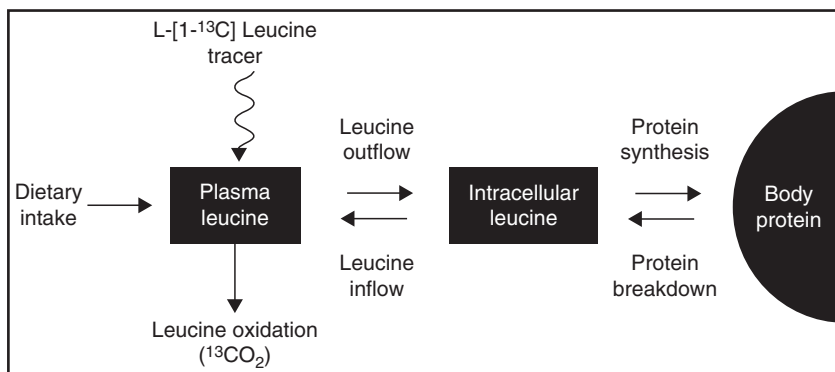 L-[1-¹³C] Leucine
tracer
Dietary
intake
Plasma
leucine
Leucine
outflow
Leucine
inflow
Intracellular
leucine
Protein
synthesis
Protein
breakdown
Body
protein
Leucine oxidation
(¹³CO₂)